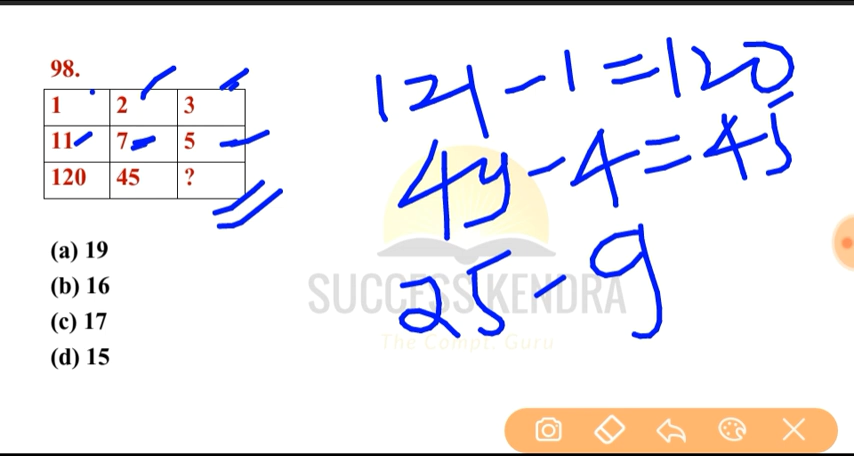 98.
1 2 3
11 7 5
120 45 ?
(a) 19
(b) 16
(c) 17
(d) 15
121 - 1 = 120
49 - 4 = 45
25 - 9
SUCCESS KENDRA
The Compt. Guru